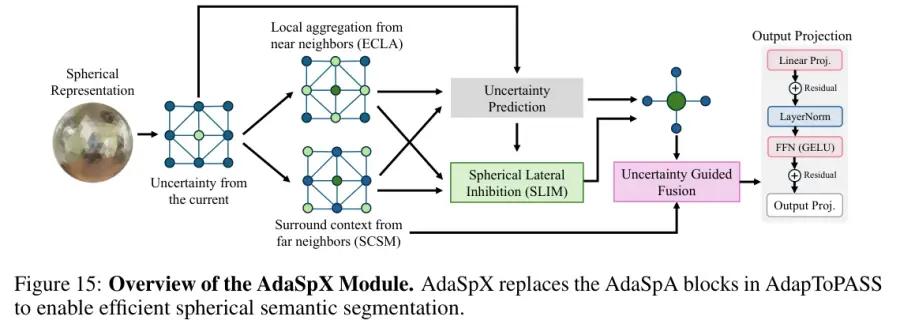 Spherical
Representation
Uncertainty from
the current
Local aggregation from
near neighbors (ECLA)
Surround context from
far neighbors (SCSM)
Uncertainty
Prediction
Spherical Lateral
Inhibition (SLIM)
Uncertainty Guided
Fusion
Output Projection
Linear Proj.
Residual
LayerNorm
FFN (GELU)
Residual
Output Proj.
Figure 15: Overview of the AdaSpX Module. AdaSpX replaces the AdaSpA blocks in AdapToPASS
to enable efficient spherical semantic segmentation.